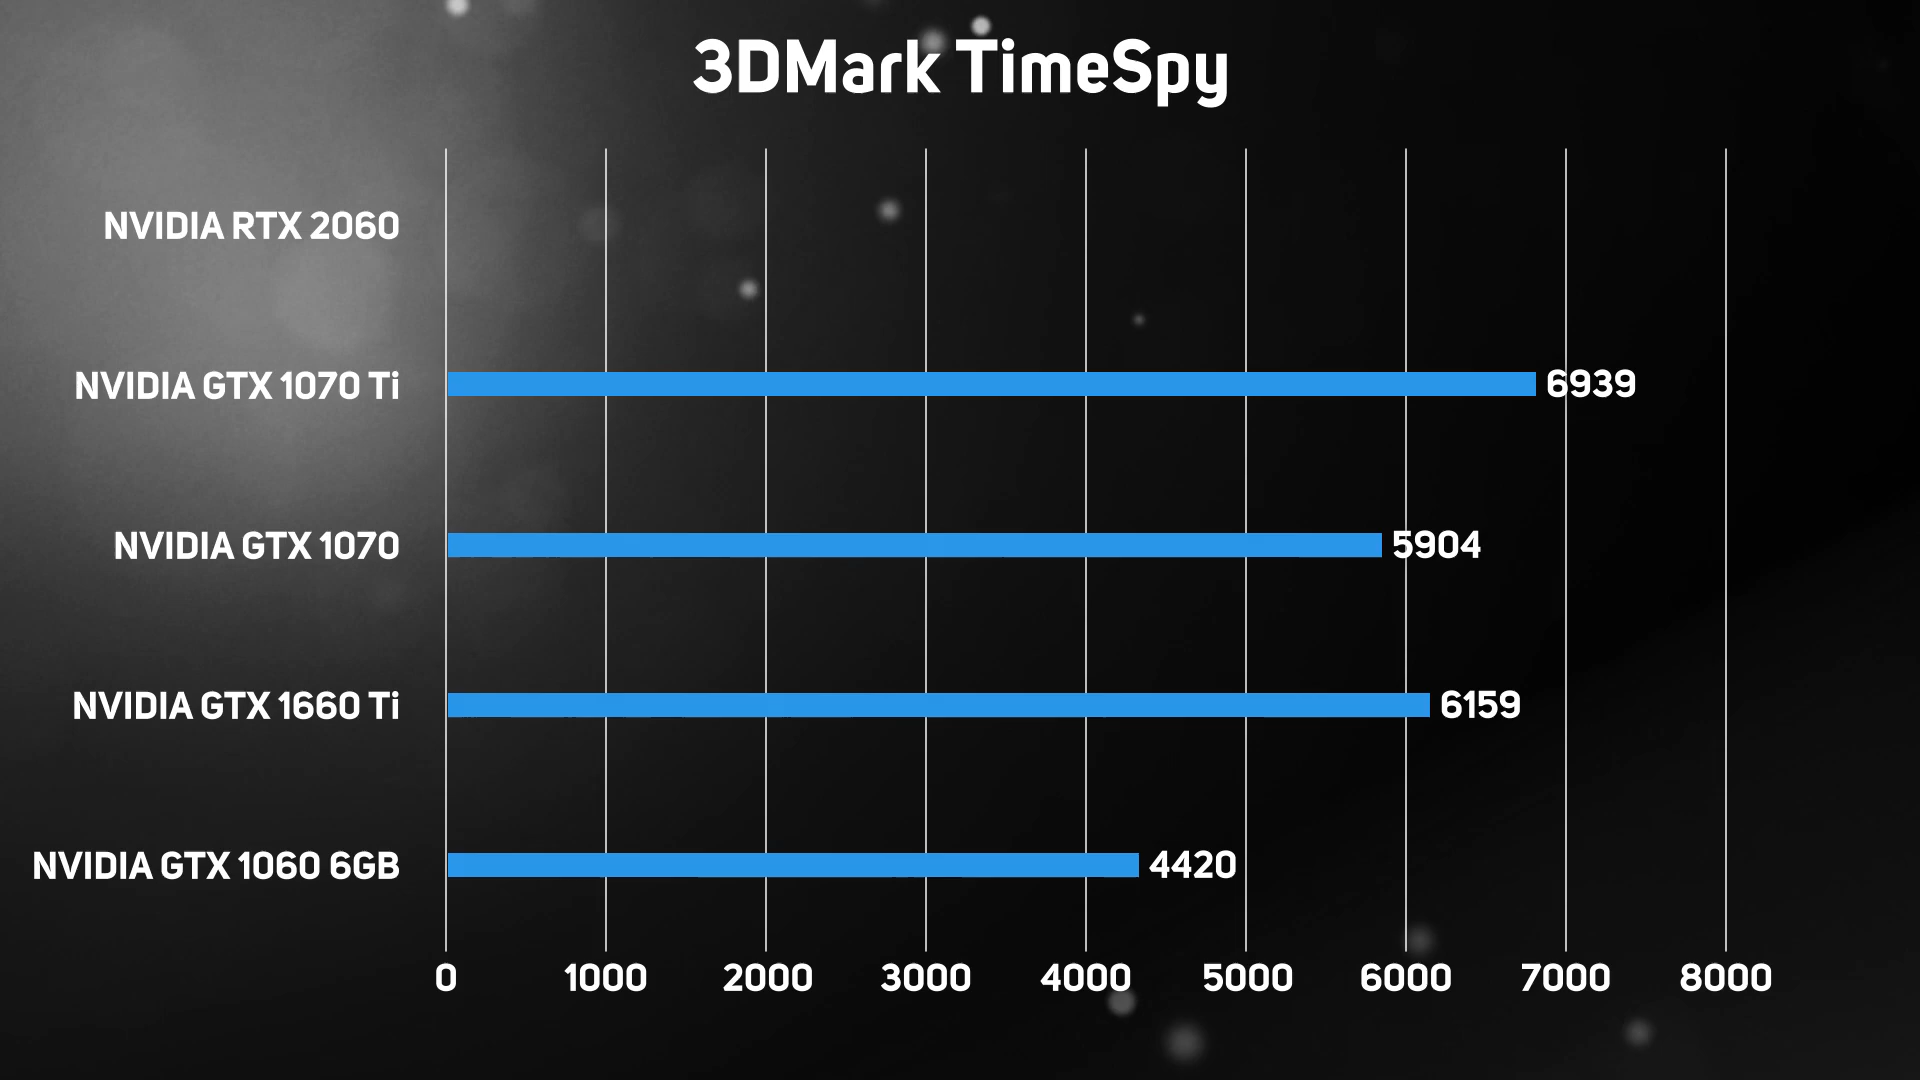 3DMark TimeSpy
NVIDIA RTX 2060
NVIDIA GTX 1070 Ti 6939
NVIDIA GTX 1070 5904
NVIDIA GTX 1660 Ti 6159
NVIDIA GTX 1060 6GB 4420
0 1000 2000 3000 4000 5000 6000 7000 8000